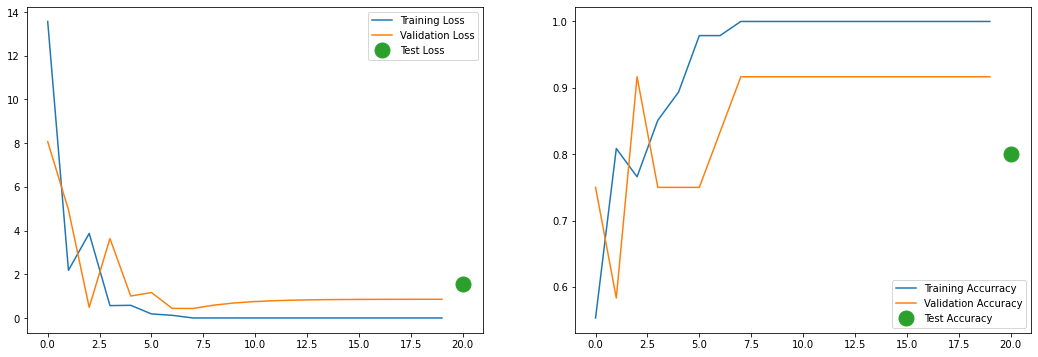 14
12
10
8
6
4
2
0
0.0 2.5 5.0 7.5 10.0 12.5 15.0 17.5 20.0
Training Loss
Validation Loss
Test Loss
1.0
0.9
0.8
0.7
0.6
0.0 2.5 5.0 7.5 10.0 12.5 15.0 17.5 20.0
Training Accurracy
Validation Accuracy
Test Accuracy